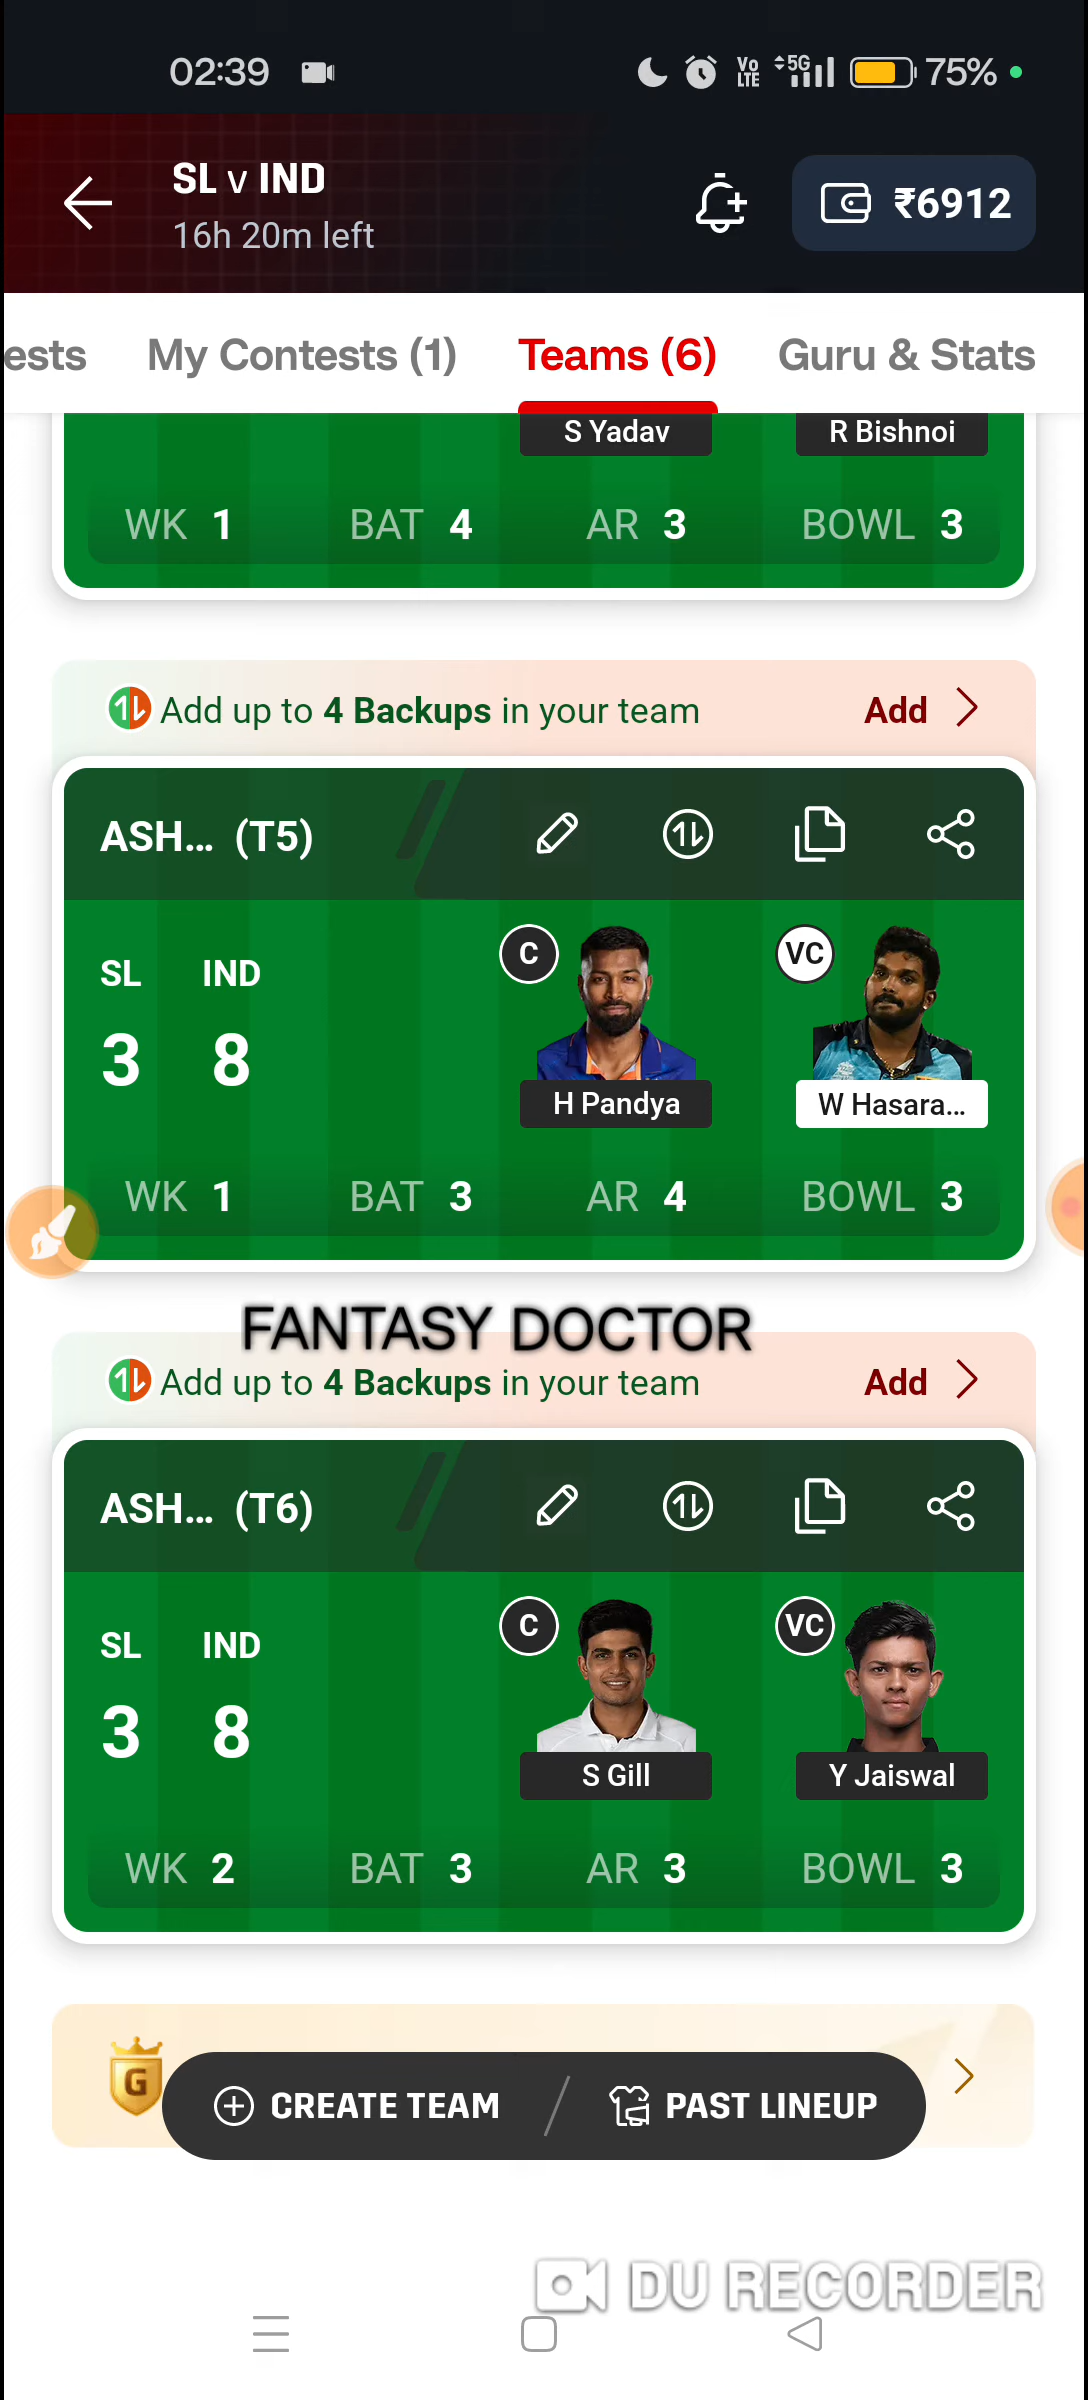 02:39 Vo LTE 5G 75%
SL v IND
16h 20m left
₹6912
ests My Contests (1) Teams (6) Guru & Stats
S Yadav R Bishnoi
WK 1 BAT 4 AR 3 BOWL 3
Add up to 4 Backups in your team Add
ASH... (T5)
C VC
SL IND
3 8
H Pandya W Hasara...
WK 1 BAT 3 AR 4 BOWL 3
FANTASY DOCTOR
Add up to 4 Backups in your team Add
ASH... (T6)
C VC
SL IND
3 8
S Gill Y Jaiswal
WK 2 BAT 3 AR 3 BOWL 3
G
CREATE TEAM / PAST LINEUP
DU RECORDER